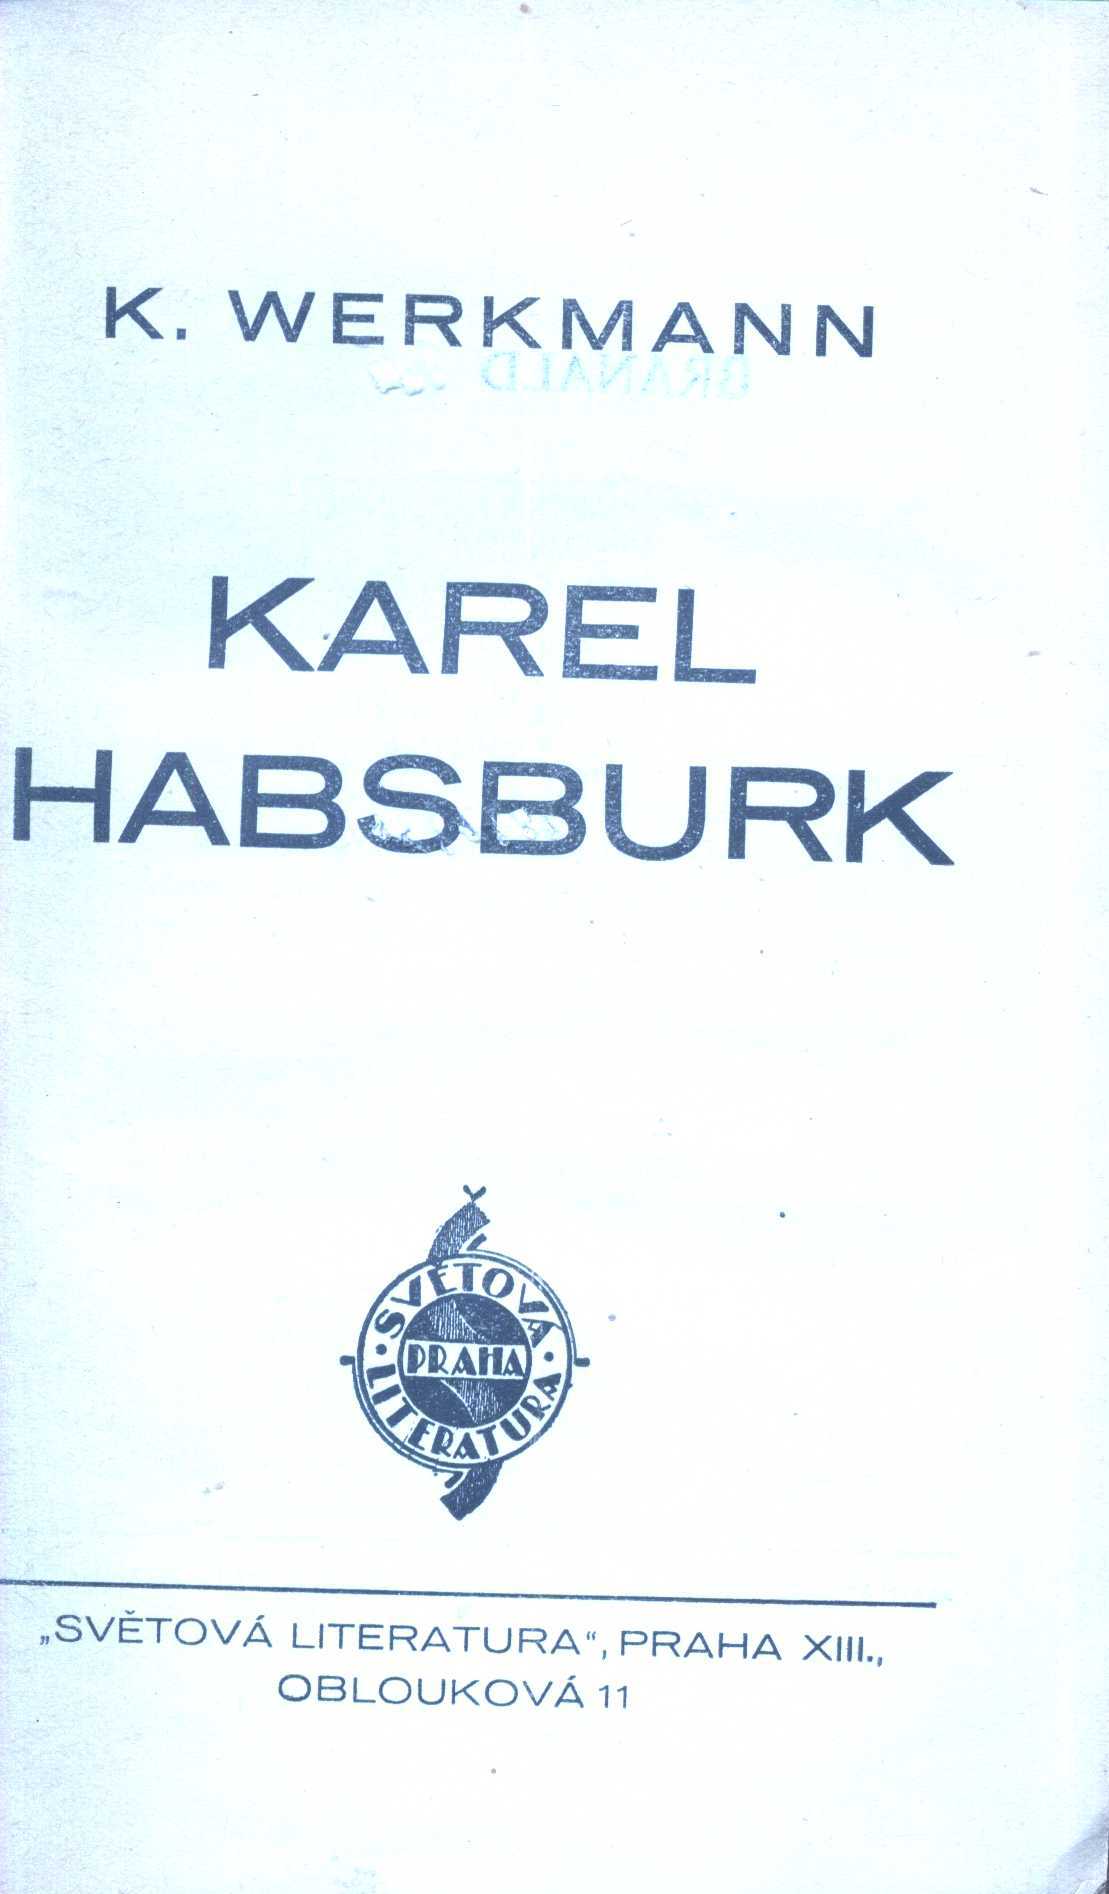 K. WERKMANN
KAREL
HABSBURK
SVĚTOVÁ
PRAHA
LITERATURA
„SVĚTOVÁ LITERATURA“, PRAHA XIII.,
OBLOUKOVÁ 11